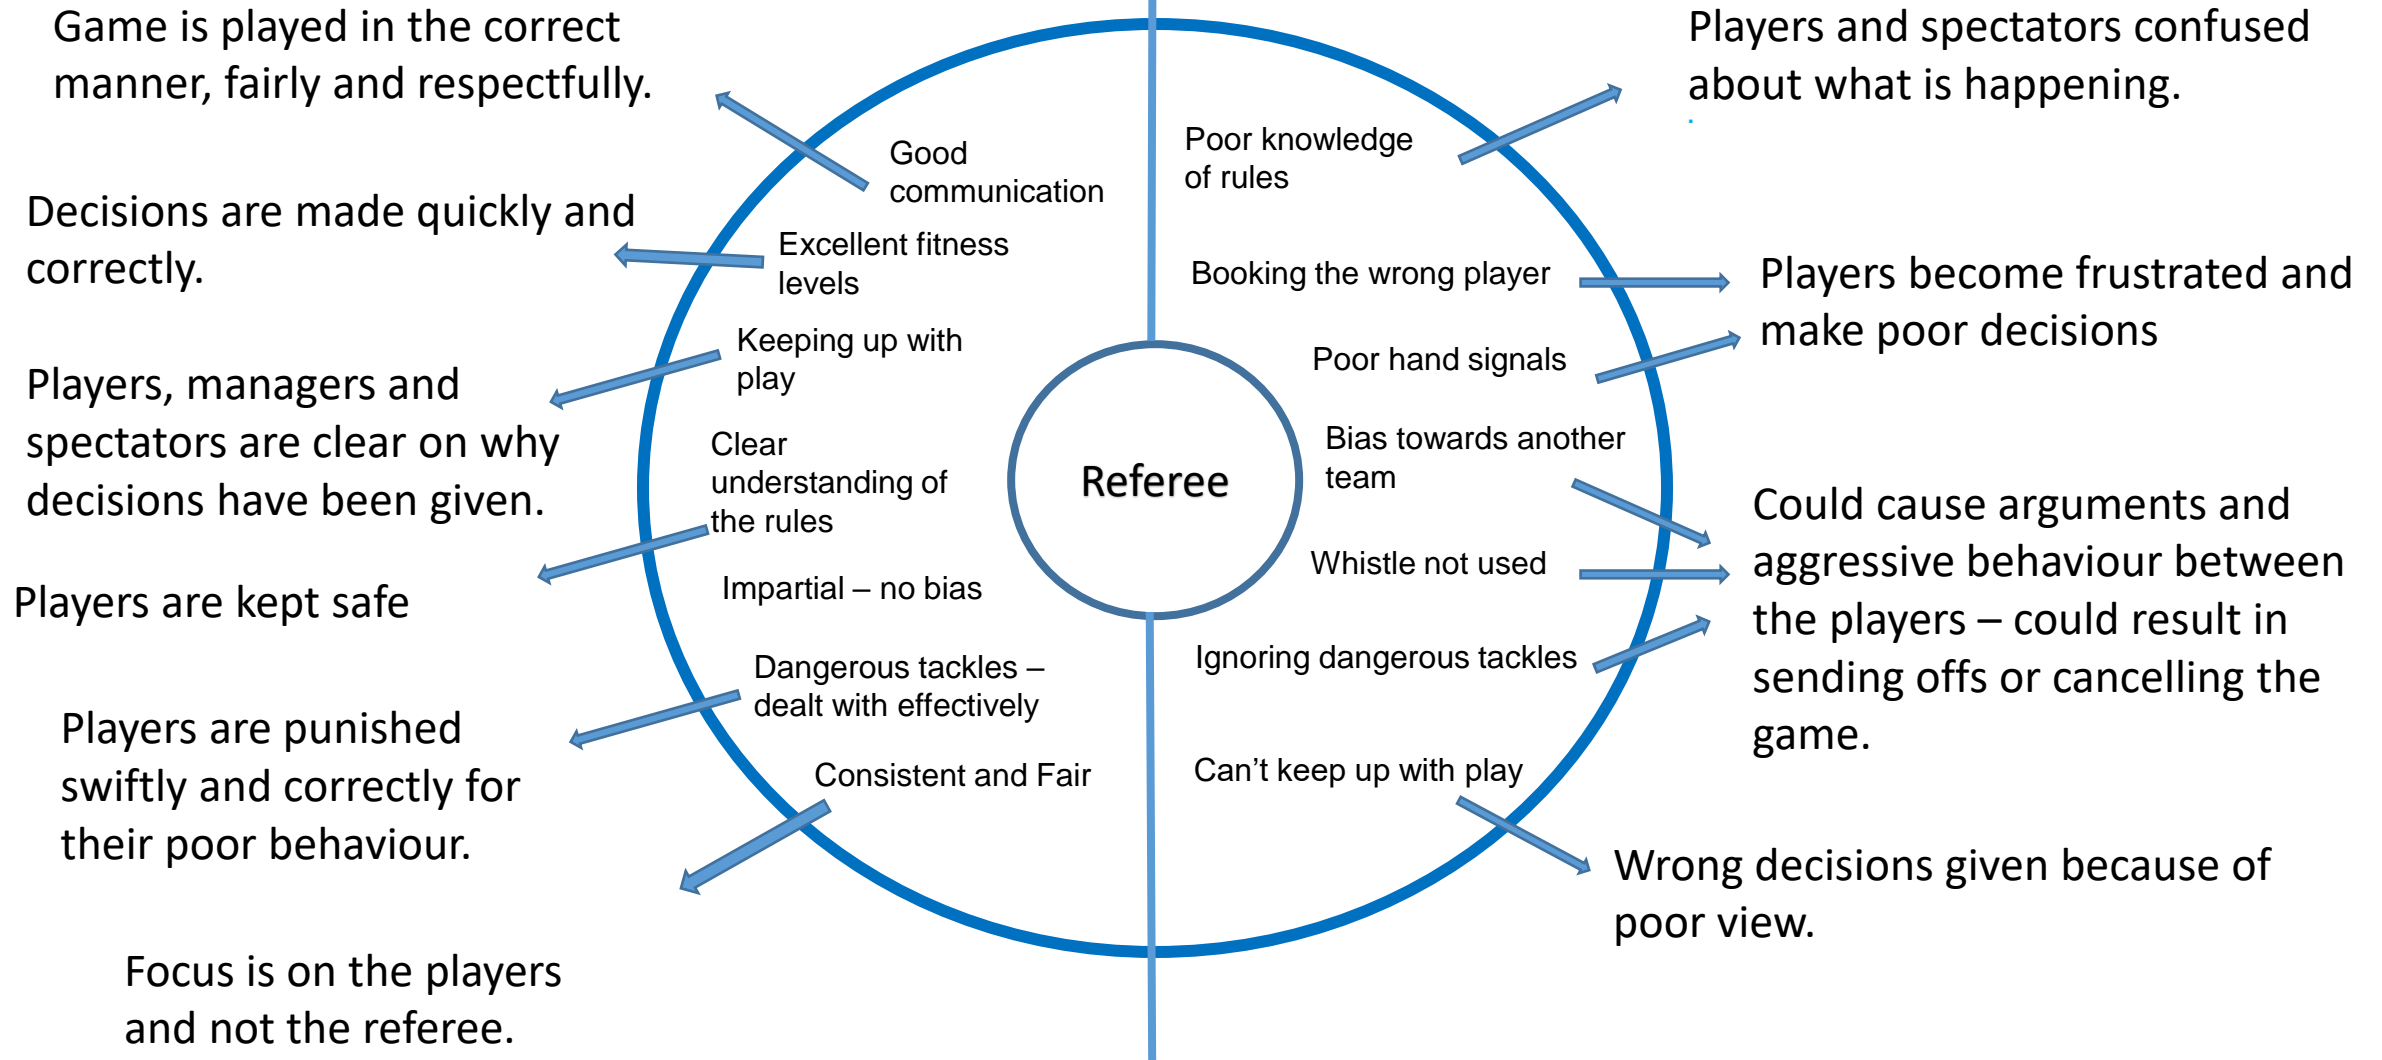 Game is played in the correct
manner, fairly and respectfully.
Decisions are made quickly and
correctly.
Players, managers and
spectators are clear on why
decisions have been given.
Players are kept safe
Players are punished
swiftly and correctly for
their poor behaviour.
Focus is on the players
and not the referee.
Good
communication
Excellent fitness
levels
Keeping up with
play
Clear
understanding of
the rules
Impartial – no bias
Dangerous tackles –
dealt with effectively
Consistent and Fair
Referee
Poor knowledge
of rules
Booking the wrong player
Poor hand signals
Bias towards another
team
Whistle not used
Ignoring dangerous tackles
Can’t keep up with play
Players and spectators confused
about what is happening.
.
Players become frustrated and
make poor decisions
Could cause arguments and
aggressive behaviour between
the players – could result in
sending offs or cancelling the
game.
Wrong decisions given because of
poor view.